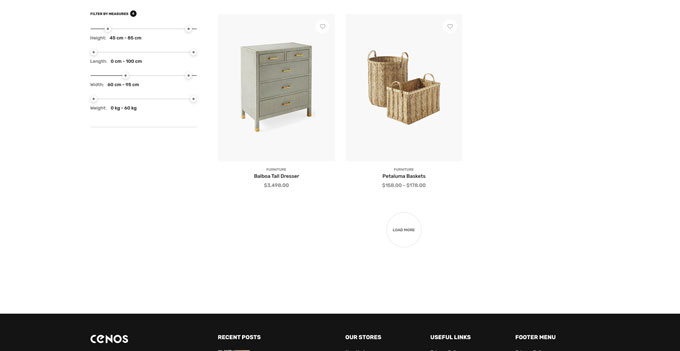 FILTER BY MEASURES
Height: 45 cm - 85 cm
Length: 0 cm - 100 cm
Width: 60 cm - 95 cm
Weight: 0 kg - 60 kg
FURNITURE
Balboa Tall Dresser
$3,498.00
FURNITURE
Petaluma Baskets
$158.00 - $178.00
LOAD MORE
CENOS
RECENT POSTS
OUR STORES
USEFUL LINKS
FOOTER MENU